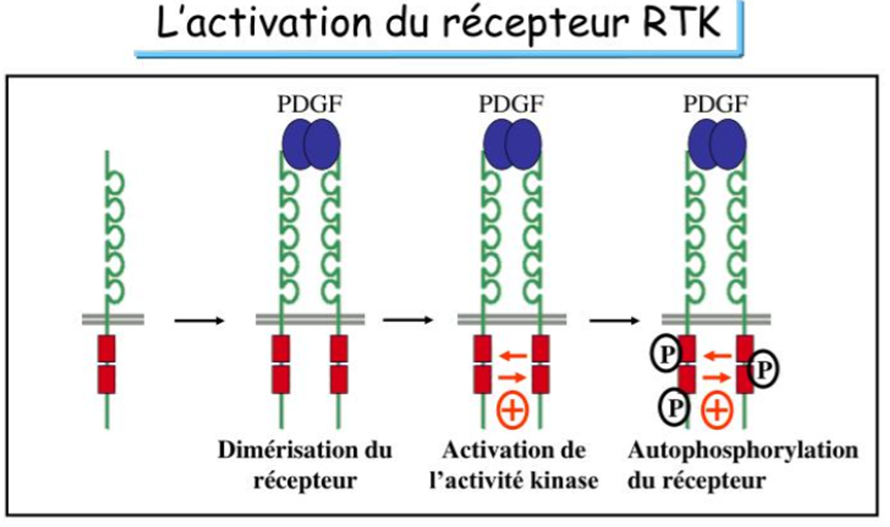 L'activation du récepteur RTK
PDGF PDGF PDGF
P
P
P
Dimérisation du
récepteur
Activation de
l'activité kinase
Autophosphorylation
du récepteur